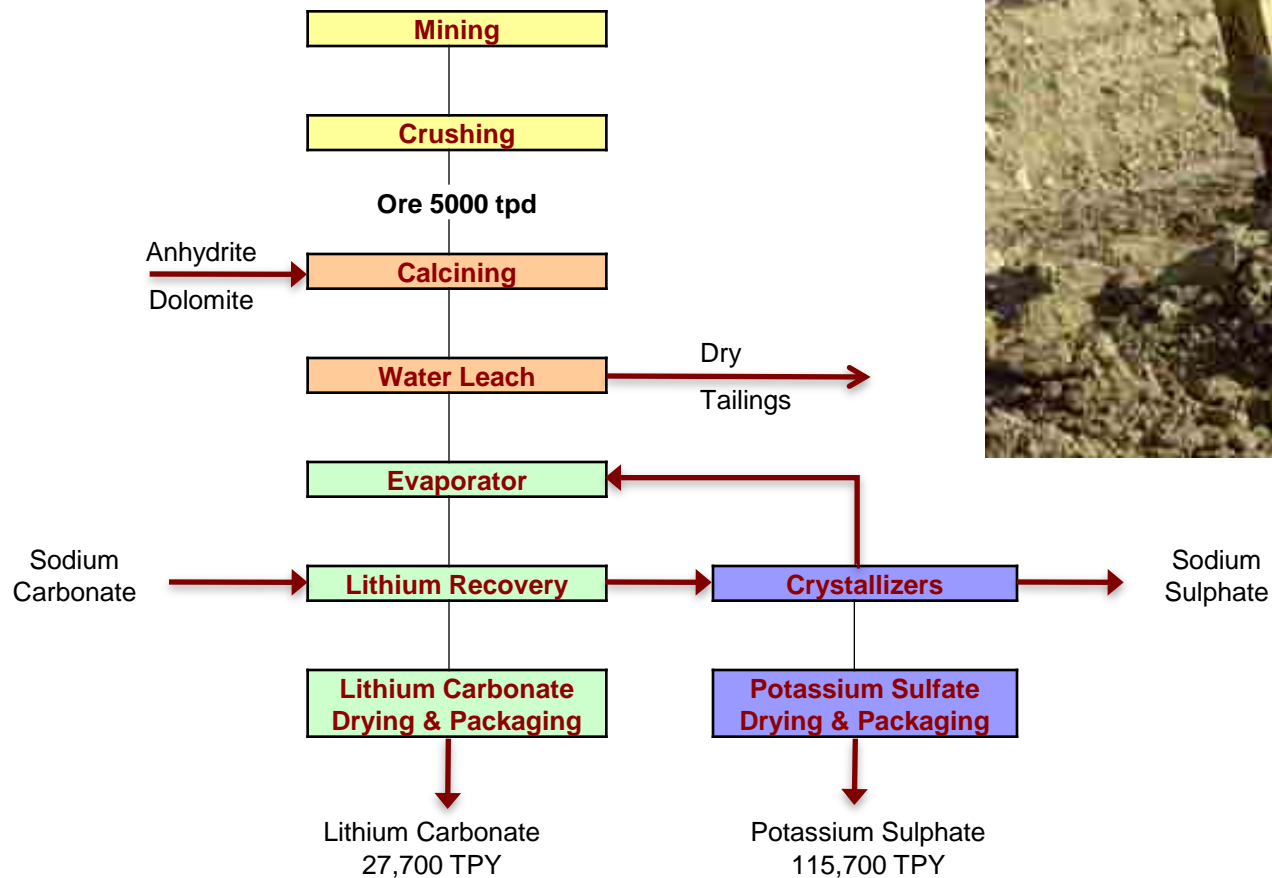 Mining
Crushing
Ore 5000 tpd
Anhydrite
Dolomite
Calcining
Water Leach
Dry
Tailings
Evaporator
Sodium
Carbonate
Lithium Recovery
Crystallizers
Sodium
Sulphate
Lithium Carbonate
Drying & Packaging
Potassium Sulfate
Drying & Packaging
Lithium Carbonate
27,700 TPY
Potassium Sulphate
115,700 TPY